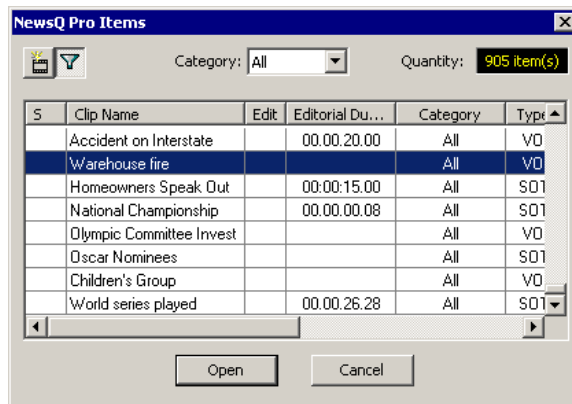 NewsQ Pro Items
Category: All Quantity: 905 item(s)
S Clip Name Edit Editorial Du... Category Type
Accident on Interstate 00.00.20.00 All VO
Warehouse fire All VO
Homeowners Speak Out 00:00:15.00 All SOT
National Championship 00.00.00.08 All SOT
Olympic Committee Invest All VO
Oscar Nominees All SOT
Children's Group All VO
World series played 00.00.26.28 All SOT
Open Cancel